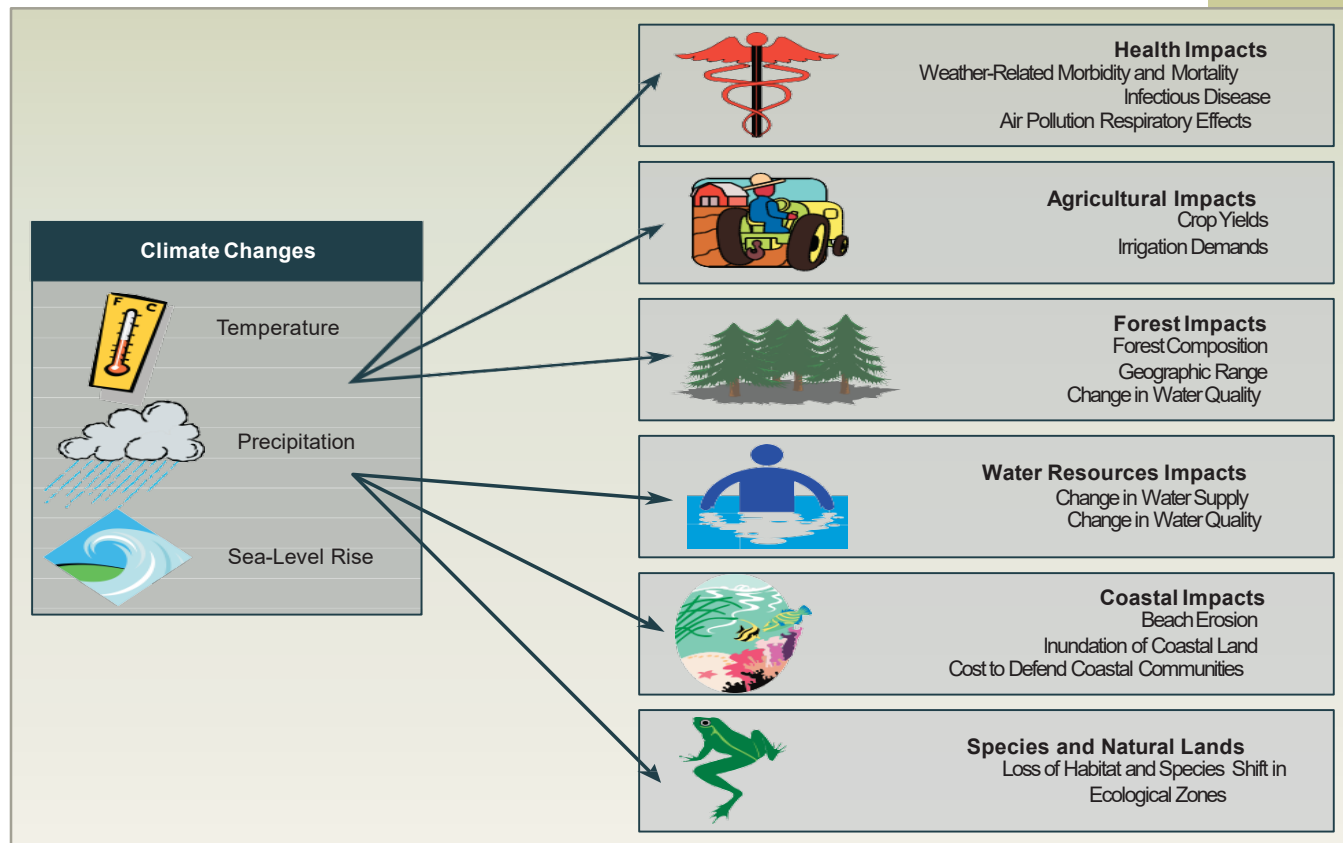 Climate Changes
F C
Temperature
Precipitation
Sea-Level Rise
Health Impacts
Weather-Related Morbidity and Mortality
Infectious Disease
Air Pollution Respiratory Effects
Agricultural Impacts
Crop Yields
Irrigation Demands
Forest Impacts
Forest Composition
Geographic Range
Change in Water Quality
Water Resources Impacts
Change in Water Supply
Change in Water Quality
Coastal Impacts
Beach Erosion
Inundation of Coastal Land
Cost to Defend Coastal Communities
Species and Natural Lands
Loss of Habitat and Species Shift in
Ecological Zones